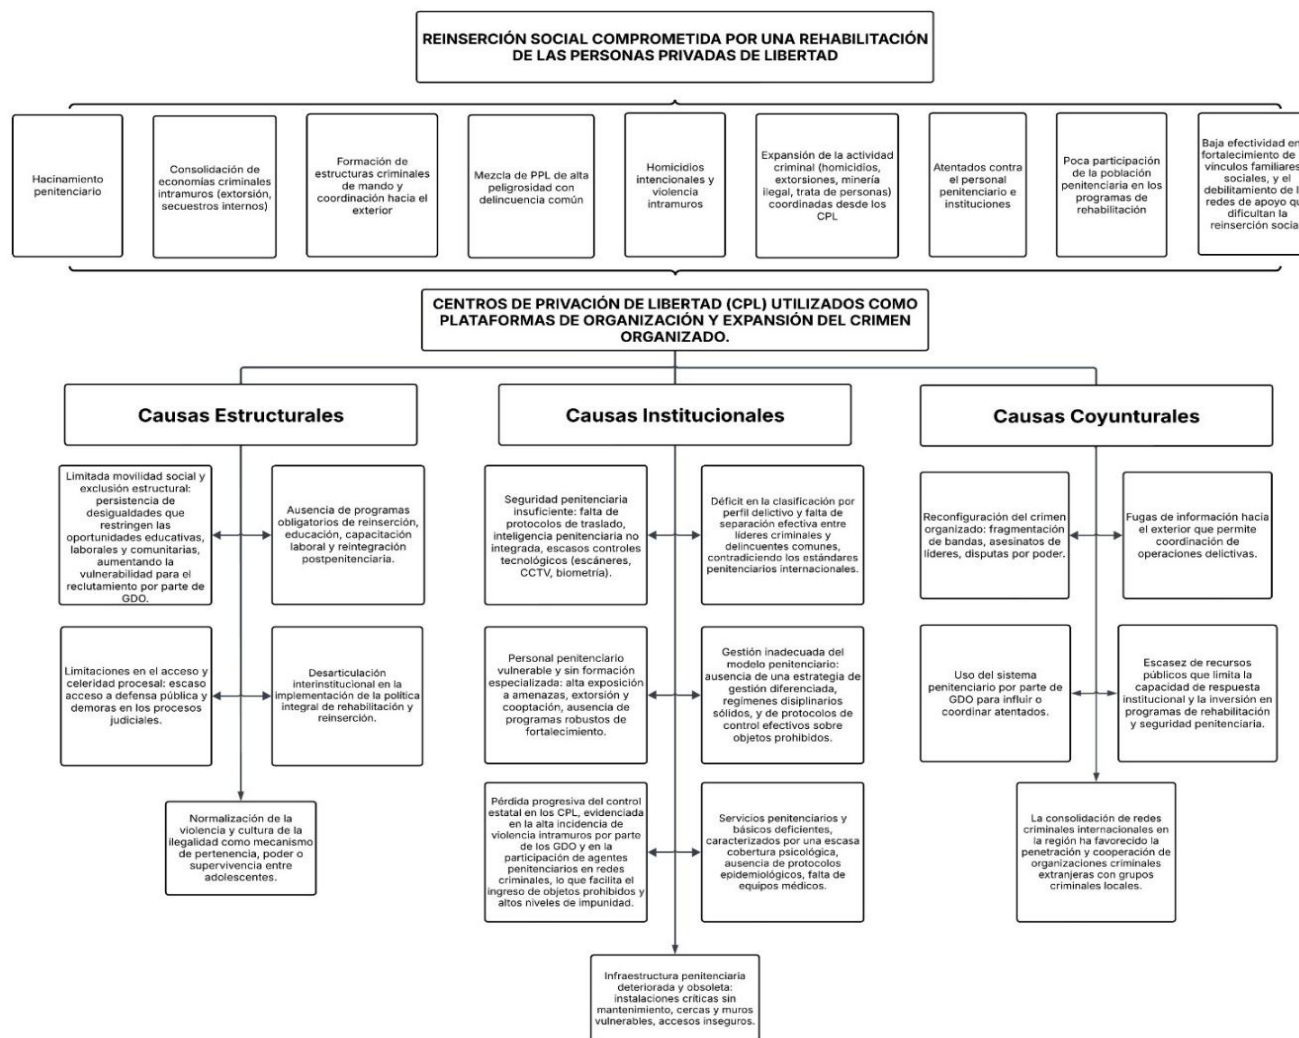 REINSERCIÓN SOCIAL COMPROMETIDA POR UNA REHABILITACIÓN
DE LAS PERSONAS PRIVADAS DE LIBERTAD
Hacinamiento
penitenciario
Consolidación de
economías criminales
intramuros (extorsión,
secuestros internos)
Formación de
estructuras criminales
de mando y
coordinación hacia el
exterior
Mezcla de PPL de alta
peligrosidad con
delincuencia común
Homicidios
intencionales y
violencia
intramuros
Expansión de la actividad
criminal (homicidios,
extorsiones, minería
ilegal, trata de personas)
coordinadas desde los
CPL
Atentados contra
el personal
penitenciario e
instituciones
Poca participación
de la población
penitenciaria en los
programas de
rehabilitación
Baja efectividad en
fortalecimiento de
vínculos familiares
sociales, y el
debilitamiento de
redes de apoyo
dificultan la
reinserción
CENTROS DE PRIVACIÓN DE LIBERTAD (CPL) UTILIZADOS COMO
PLATAFORMAS DE ORGANIZACIÓN Y EXPANSIÓN DEL CRIMEN
ORGANIZADO.
Causas Estructurales
Limitada movilidad social y
exclusión estructural:
persistencia de
desigualdades que
restringen las
oportunidades educativas,
laborales y comunitarias,
aumentando la
vulnerabilidad para el
reclutamiento por parte de
GDO.
Ausencia de programas
obligatorios de reinserción,
educación, capacitación
laboral y reintegración
postpenitenciaria.
Limitaciones en el acceso y
celeridad procesal: escaso
acceso a defensa pública y
demoras en los procesos
judiciales.
Desarticulación
interinstitucional en la
implementación de la política
integral de rehabilitación y
reinserción.
Normalización de la
violencia y cultura de la
ilegalidad como mecanismo
de pertenencia, poder o
supervivencia entre
adolescentes.
Causas Institucionales
Seguridad penitenciaria
insuficiente: falta de
protocolos de traslado,
inteligencia penitenciaria no
integrada, escasos controles
tecnológicos (escáneres,
CCTV, biometría).
Déficit en la clasificación por
perfil delictivo y falta de
separación efectiva entre
líderes criminales y
delincuentes comunes,
contradiciendo los estándares
penitenciarios internacionales.
Personal penitenciario
vulnerable y sin formación
especializada: alta exposición
a amenazas, extorsión y
cooptación, ausencia de
programas robustos de
fortalecimiento.
Gestión inadecuada del
modelo penitenciario:
ausencia de una estrategia de
gestión diferenciada,
regímenes disiplinarios
sólidos, y de protocolos de
control efectivos sobre
objetos prohibidos.
Pérdida progresiva del control
estatal en los CPL, evidenciada
en la alta incidencia de
violencia intramuros por parte
de los GDO y en la
participación de agentes
penitenciarios en redes
criminales, lo que facilita el
ingreso de objetos prohibidos y
altos niveles de impunidad.
Servicios penitenciarios y
básicos deficientes,
caracterizados por una escasa
cobertura psicológica,
ausencia de protocolos
epidemiológicos, falta de
equipos médicos.
Infraestructura penitenciaria
deteriorada y obsoleta:
instalaciones críticas sin
mantenimiento, cercas y muros
vulnerables, accesos inseguros.
Causas Coyunturales
Reconfiguración del crimen
organizado: fragmentación
de bandas, asesinatos de
líderes, disputas por poder.
Fugas de información hacia
el exterior que permite
coordinación de
operaciones delictivas.
Uso del sistema
penitenciario por parte de
GDO para influir o
coordinar atentados.
Escasez de recursos
públicos que limita la
capacidad de respuesta
institucional y la inversión en
programas de rehabilitación
y seguridad penitenciaria.
La consolidación de redes
criminales internacionales en
la región ha favorecido la
penetración y cooperación de
organizaciones criminales
extranjeras con grupos
criminales locales.